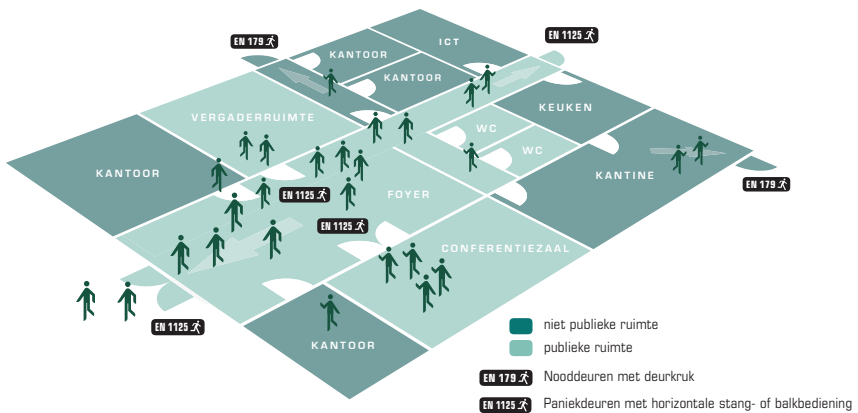 EN 179
EN 1125
ICT
KANTOOR
KANTOOR
KEUKEN
VERGADERRUIMTE
WC
WC
KANTOOR
KANTINE
EN 179
EN 1125
FOYER
EN 1125
CONFERENTIEZAAL
EN 1125
KANTOOR
niet publieke ruimte
publieke ruimte
EN 179 Nooddeuren met deurkruk
EN 1125 Paniekdeuren met horizontale stang- of balkbediening